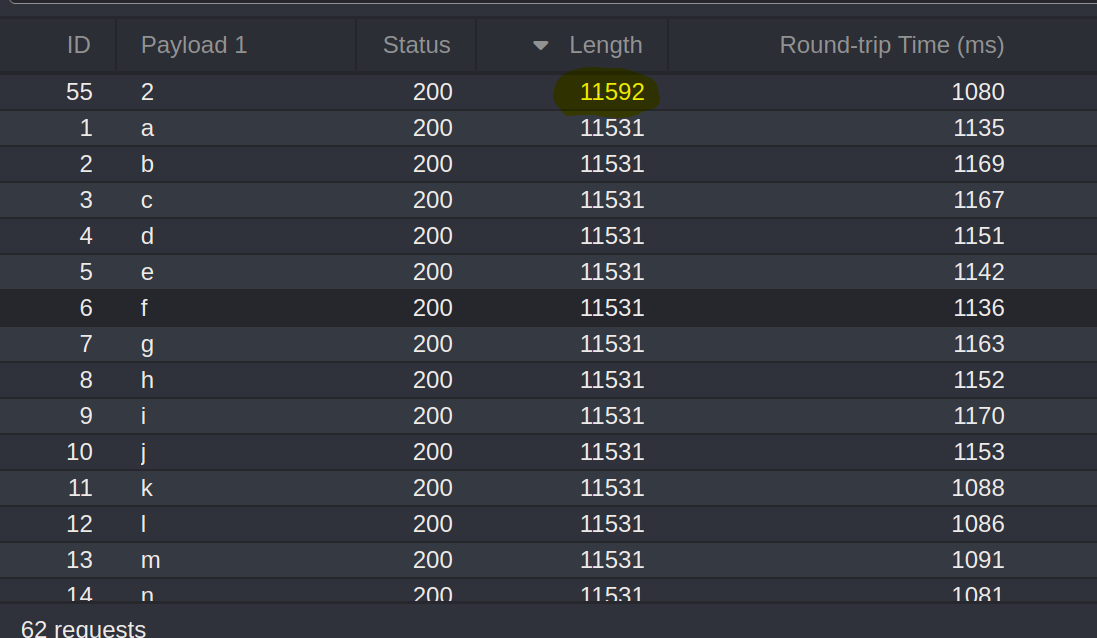 ID Payload 1 Status Length Round-trip Time (ms)
55 2 200 11592 1080
1 a 200 11531 1135
2 b 200 11531 1169
3 c 200 11531 1167
4 d 200 11531 1151
5 e 200 11531 1142
6 f 200 11531 1136
7 g 200 11531 1163
8 h 200 11531 1152
9 i 200 11531 1170
10 j 200 11531 1153
11 k 200 11531 1088
12 l 200 11531 1086
13 m 200 11531 1091
14 n 200 11531 1081
62 requests